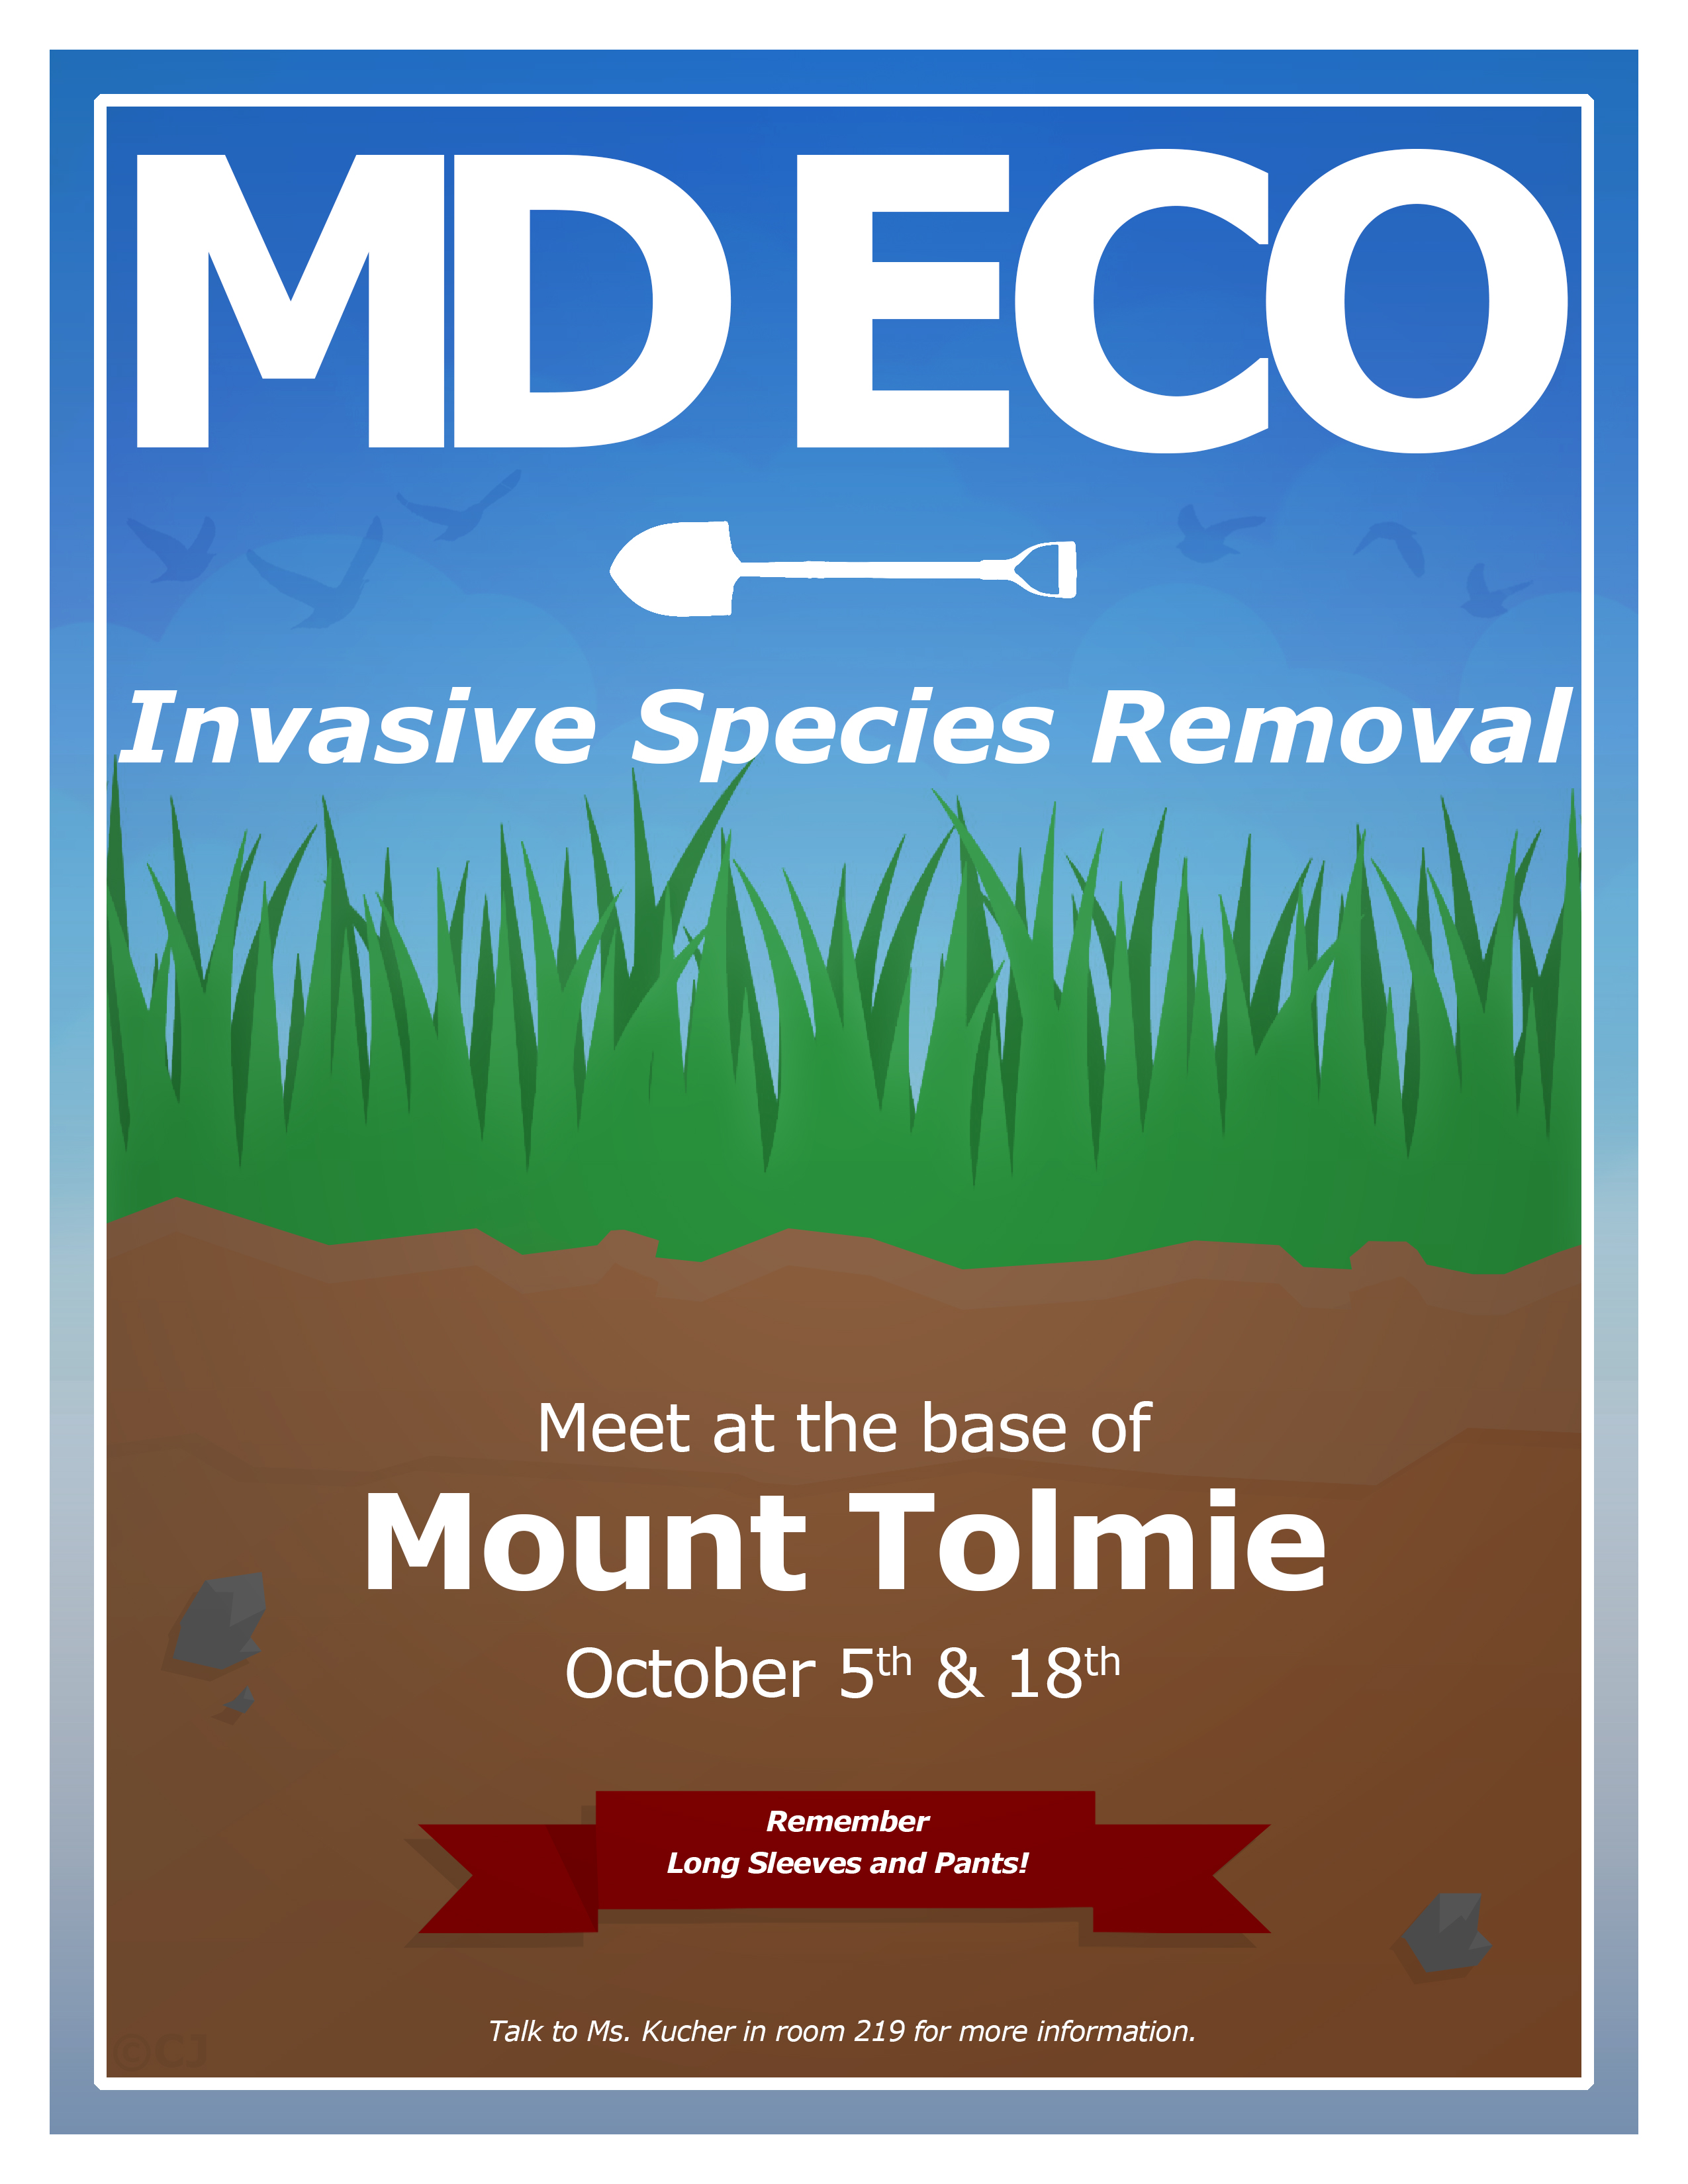 MD ECO
Invasive Species Removal
Meet at the base of
Mount Tolmie
October 5th & 18th
Remember
Long Sleeves and Pants!
Talk to Ms. Kucher in room 219 for more information.
©CJ